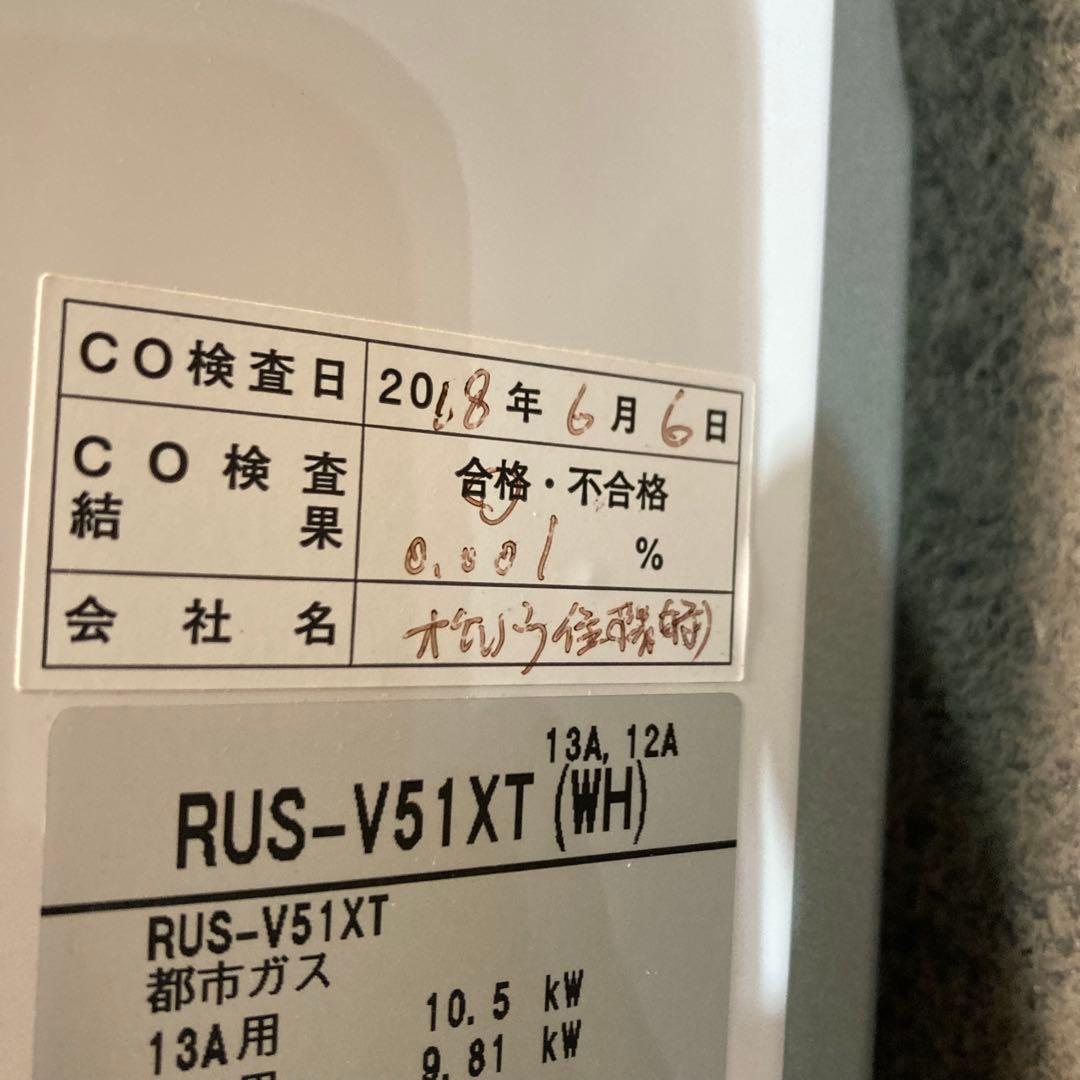 CO検査日 2018年6月6日
CO検査結果 合格・不合格
0.001 %
会社名
13A, 12A
RUS-V51XT (WH)
RUS-V51XT
都市ガス
13A用 10.5 kW
9.81 kW